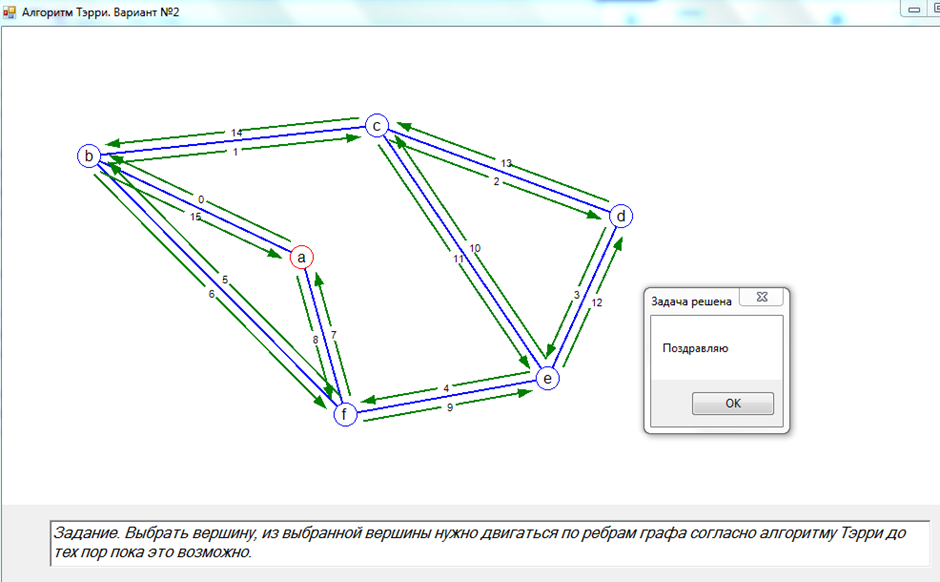 Алгоритм Тэрри. Вариант №2
c
14
b
1
13
2
0
d
15
a
10
11
5
6
3
12
7
8
e
4
9
f
Задача решена
Поздравляю
OK
Задание. Выбрать вершину, из выбранной вершины нужно двигаться по ребрам графа согласно алгоритму Тэрри до
тех пор пока это возможно.